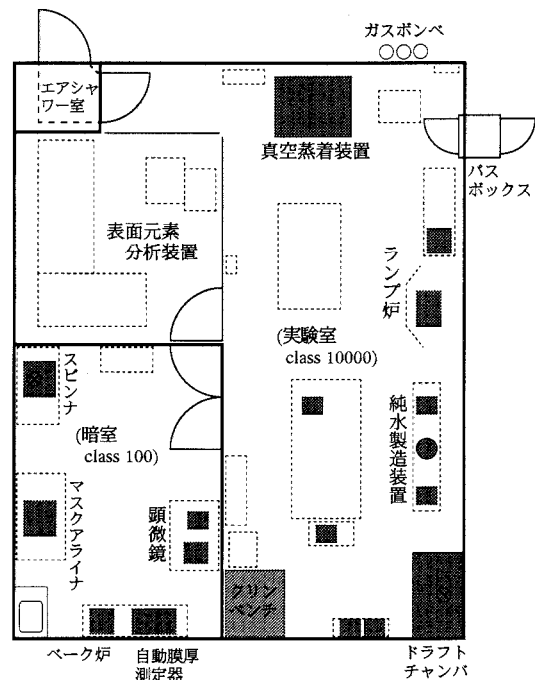 ガスボンベ
エアシャ
ワー室
真空蒸着装置
パス
ボックス
表面元素
分析装置
ランプ炉
(実験室
class 10000)
スピンナ
(暗室
class 100)
純水製造装置
マスクアライナ
顕微鏡
クリン
ベンチ
ベーク炉
自動膜厚
測定器
ドラフト
チャンバ